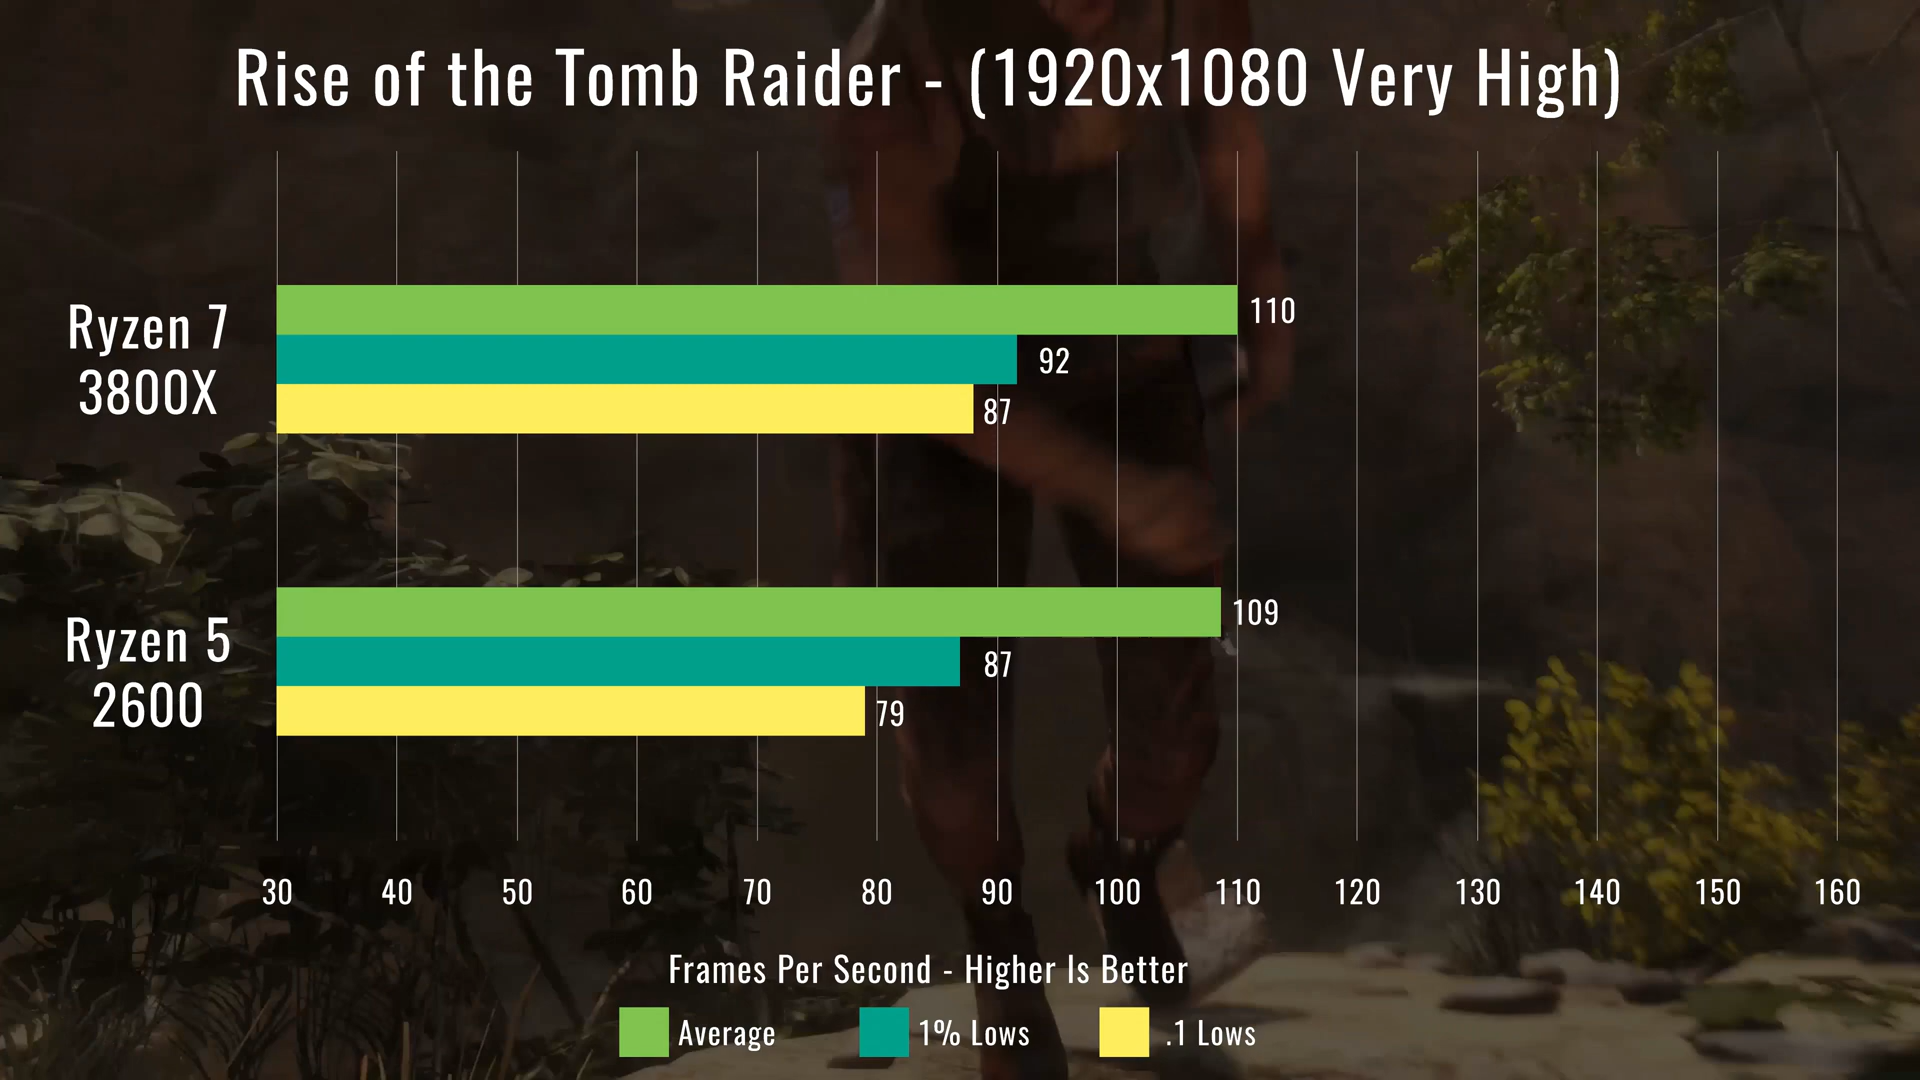 Rise of the Tomb Raider - (1920x1080 Very High)
Ryzen 7
3800X
110
92
87
Ryzen 5
2600
109
87
79
30 40 50 60 70 80 90 100 110 120 130 140 150 160
Frames Per Second - Higher Is Better
Average 1% Lows .1 Lows